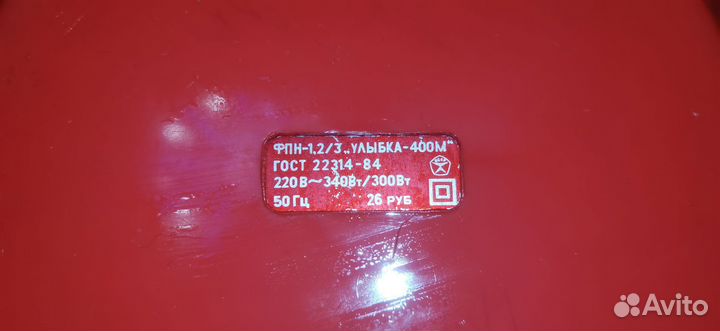 ФПН-1,2/3 „УЛЫБКА-400М“
ГОСТ 22314-84
220В~340Вт/300Вт
50Гц 26 РУБ
Avito